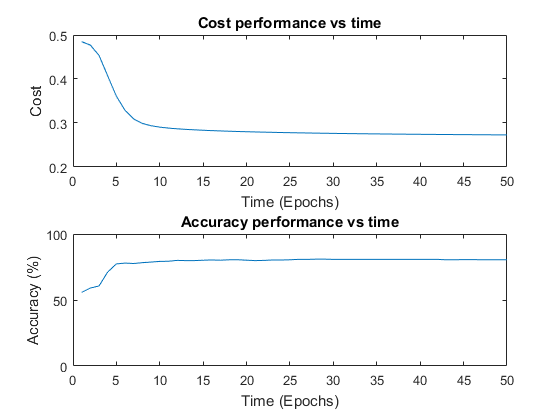 Cost performance vs time
0.5
0.4
0.3
0.2
Cost
0 5 10 15 20 25 30 35 40 45 50
Time (Epochs)
Accuracy performance vs time
100
50
0
Accuracy (%)
0 5 10 15 20 25 30 35 40 45 50
Time (Epochs)